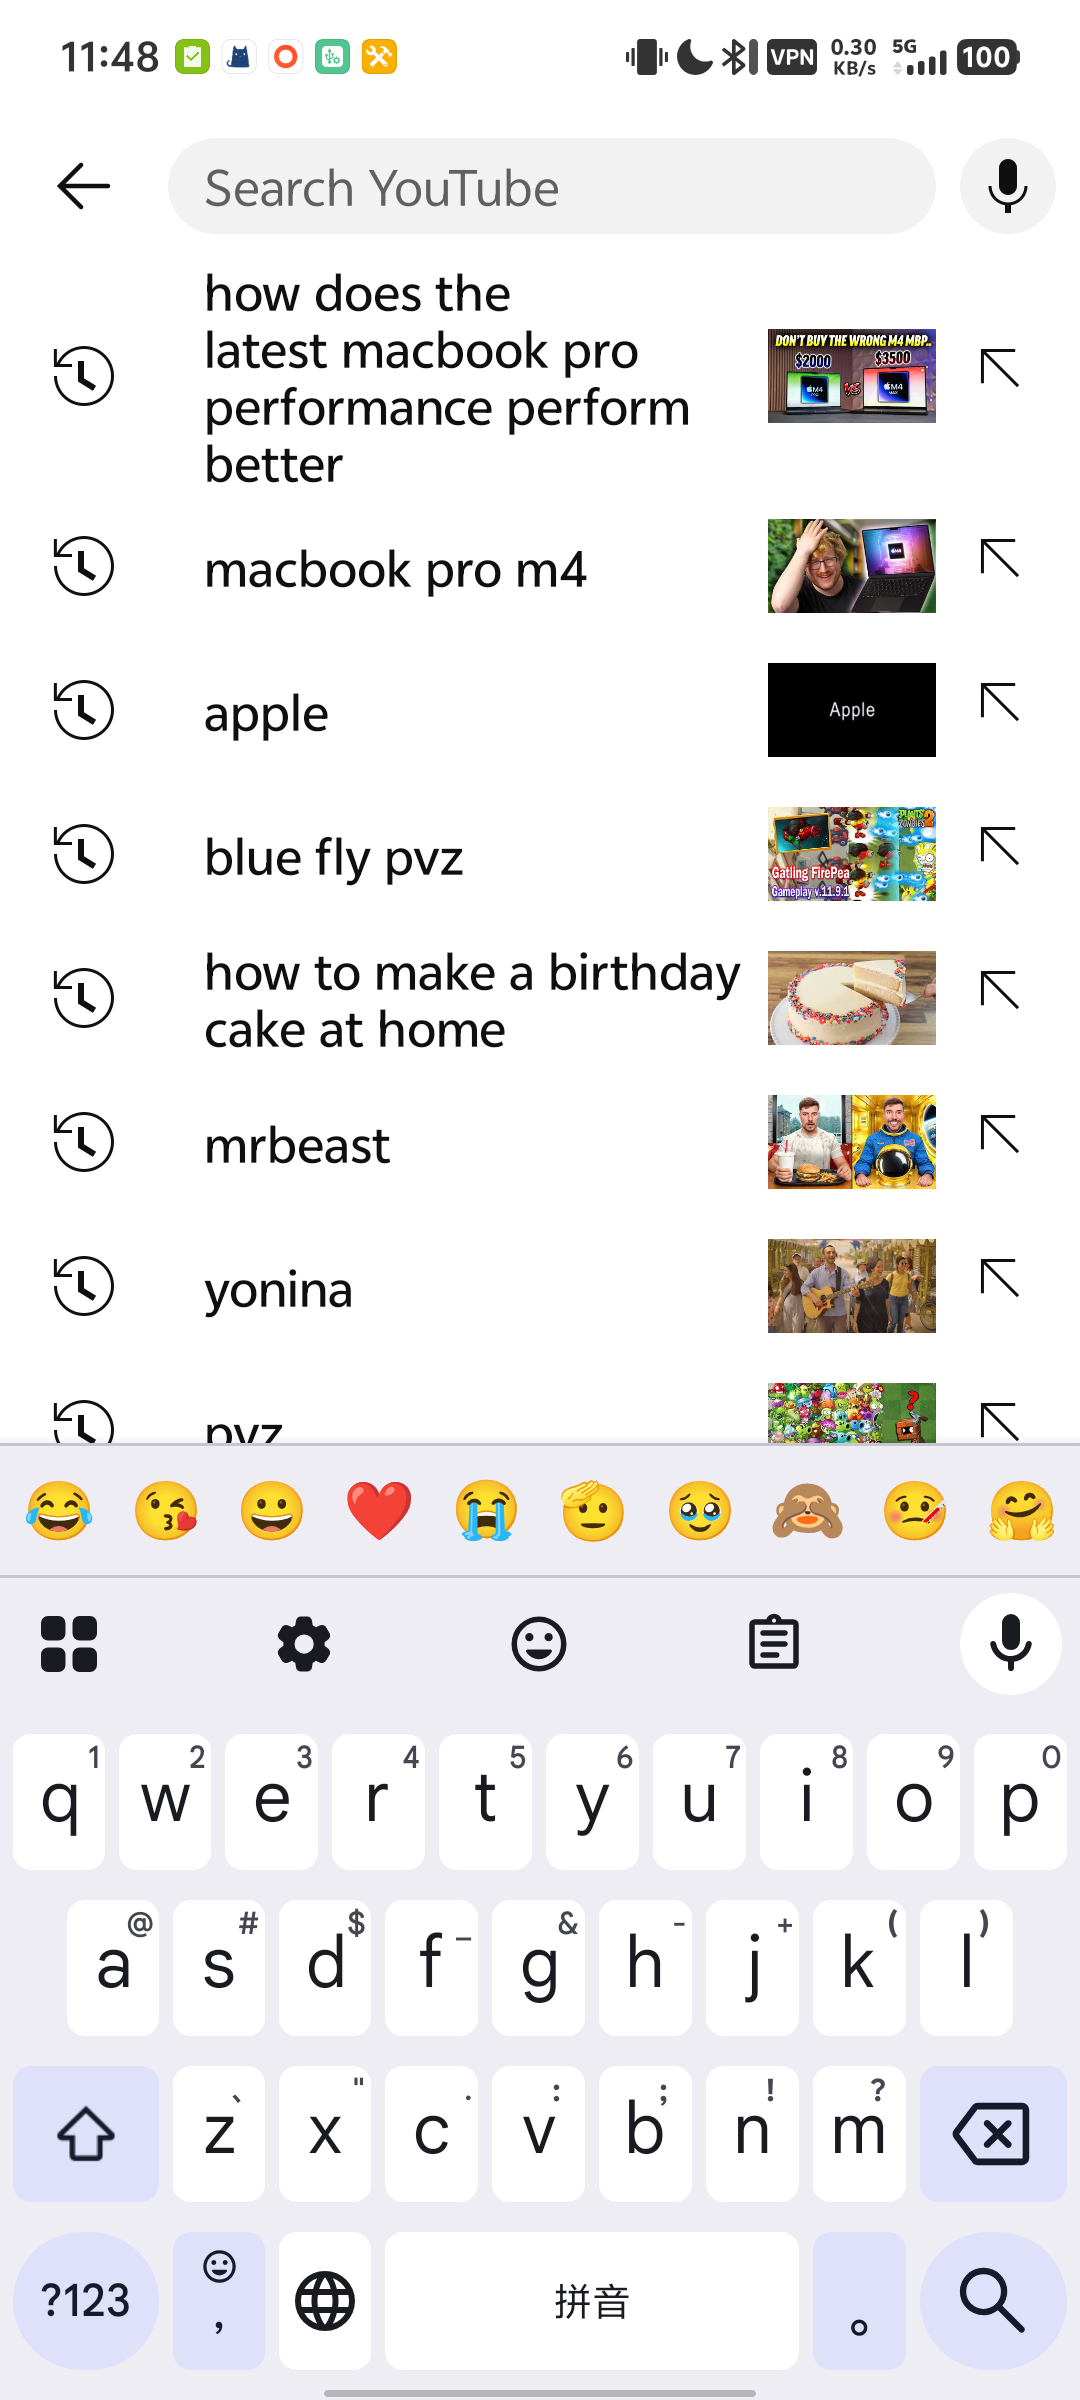 11:48
VPN
0.30
KB/s
5G
100
Search YouTube
how does the
latest macbook pro
performance perform
better
DON'T BUY THE WRONG M4 MBP..
$2000
$3500
M4
PRO
VS
M4
MAX
macbook pro m4
apple
Apple
blue fly pvz
PLANTS
ZOMBIES 2
Gatling FirePea
Gameplay v.11.9.1
how to make a birthday
cake at home
mrbeast
yonina
pvz
?
1 2 3 4 5 6 7 8 9 0
q w e r t y u i o p
@ # $ _ & - + ( )
a s d f g h j k l
、 " . : ; ! ?
z x c v b n m
?123
,
拼音
。